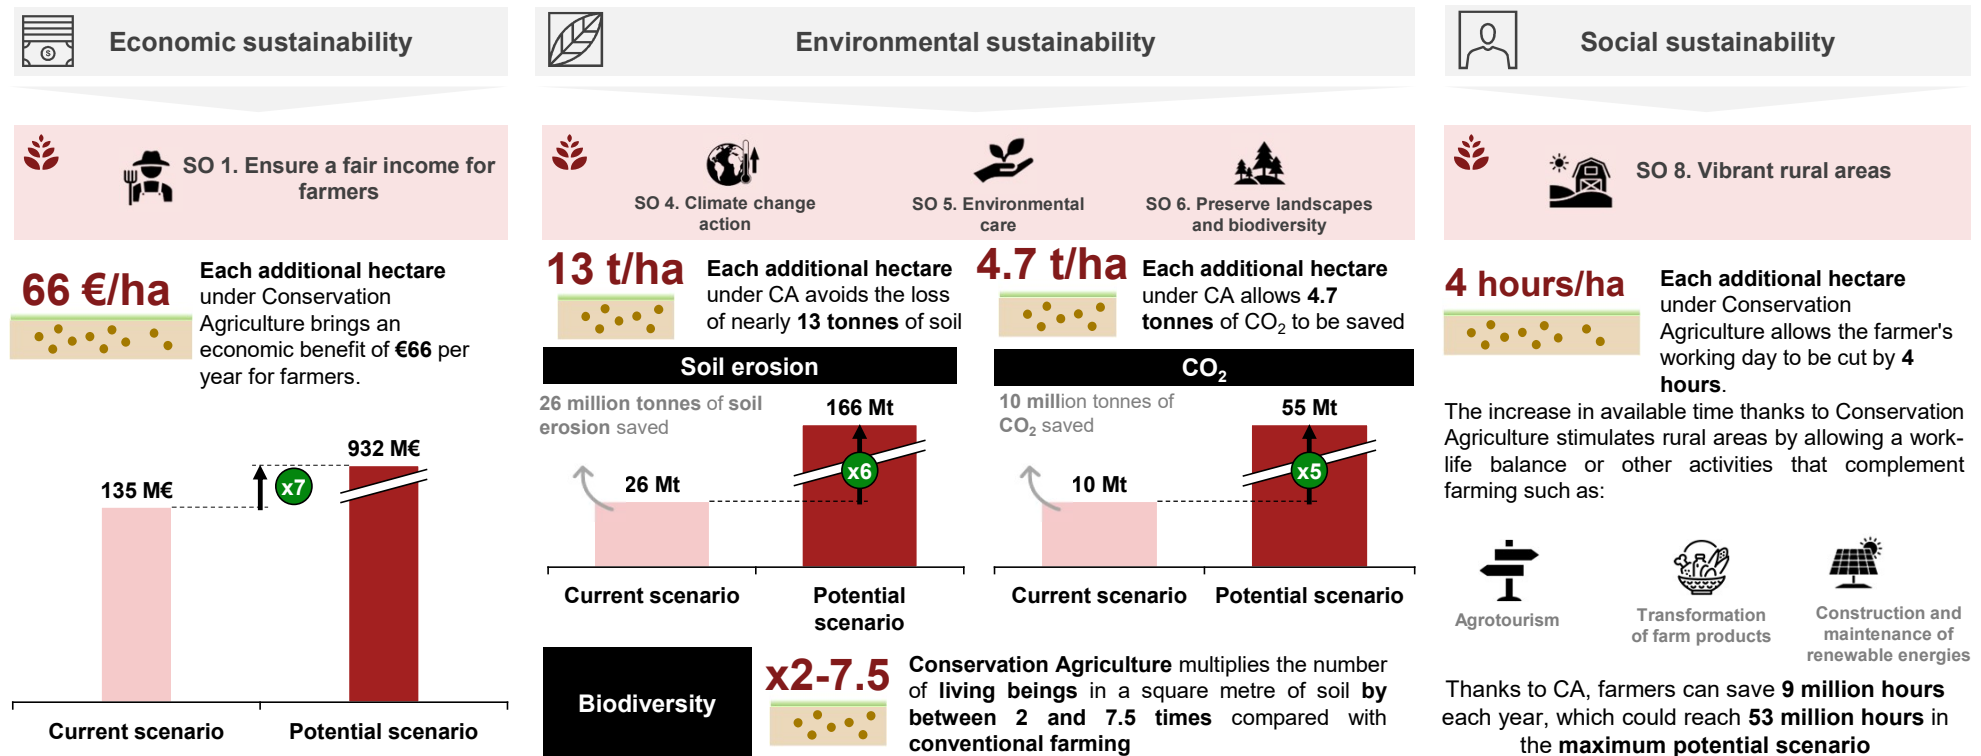 Economic sustainability
SO 1. Ensure a fair income for
farmers
66 €/ha
Each additional hectare
under Conservation
Agriculture brings an
economic benefit of €66 per
year for farmers.
135 M€
932 M€
x7
Current scenario
Potential scenario
Environmental sustainability
SO 4. Climate change
action
SO 5. Environmental
care
SO 6. Preserve landscapes
and biodiversity
13 t/ha
Each additional hectare
under CA avoids the loss
of nearly 13 tonnes of soil
Soil erosion
26 million tonnes of soil
erosion saved
26 Mt
166 Mt
x6
Current scenario
Potential
scenario
4.7 t/ha
Each additional hectare
under CA allows 4.7
tonnes of CO₂ to be saved
CO₂
10 million tonnes of
CO₂ saved
10 Mt
55 Mt
x5
Current scenario
Potential scenario
Biodiversity
x2-7.5
Conservation Agriculture multiplies the number
of living beings in a square metre of soil by
between 2 and 7.5 times compared with
conventional farming
Social sustainability
SO 8. Vibrant rural areas
4 hours/ha
Each additional hectare
under Conservation
Agriculture allows the farmer's
working day to be cut by 4
hours.
The increase in available time thanks to Conservation
Agriculture stimulates rural areas by allowing a work-
life balance or other activities that complement
farming such as:
Agrotourism
Transformation
of farm products
Construction and
maintenance of
renewable energies
Thanks to CA, farmers can save 9 million hours
each year, which could reach 53 million hours in
the maximum potential scenario